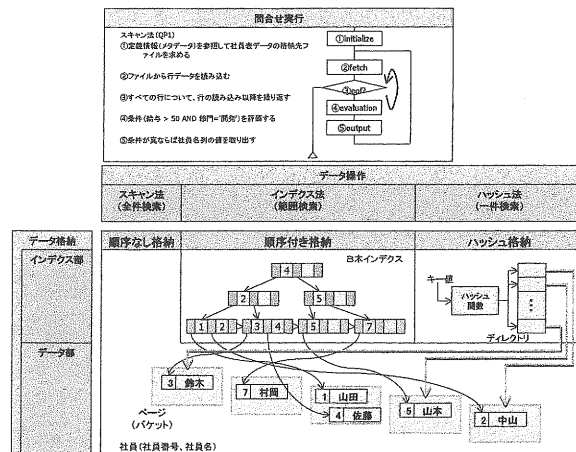 問合せ実行
スキャン法(QP1)
①定義情報(メタデータ)を参照して社員表データの格納先
ファイルを求める
②ファイルから行データを読み込む
③すべての行について、行の読み込み以降を繰り返す
④条件(給与 > 50 AND 部門='開発')を評価する
⑤条件が真ならば社員名列の値を取り出す
①initialize
②fetch
③eof?
④evaluation
⑤output
データ操作
スキャン法
(全件検索)
インデクス法
(範囲検索)
ハッシュ法
(一件検索)
データ格納
インデクス部
データ部
順序なし格納
順序付き格納
ハッシュ格納
B木インデクス
4
2
5
1 2
3 4
5
7
キー値
ハッシュ
関数
ディレクトリ
3 鈴木
7 村岡
1 山田
4 佐藤
5 山本
2 中山
ページ
(バケット)
社員(社員番号、社員名)